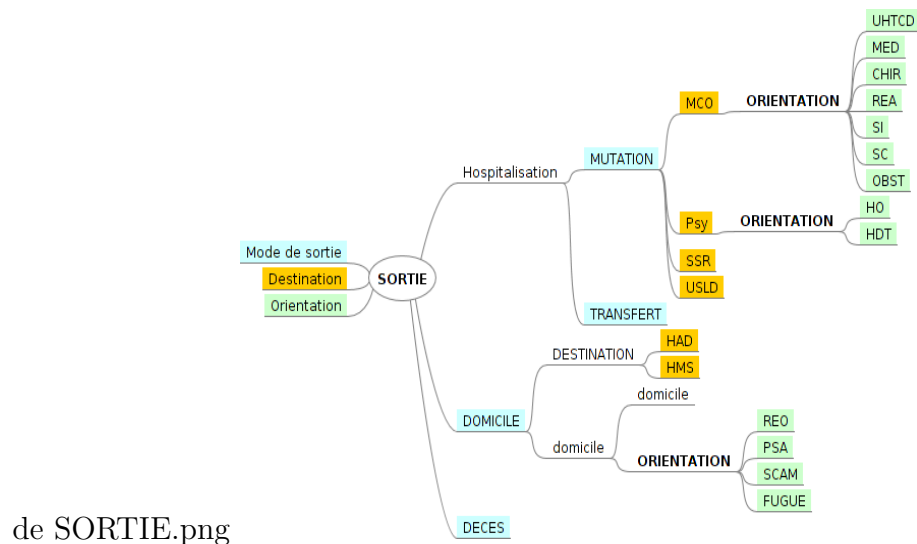 UHTCD
MED
CHIR
MCO
ORIENTATION
REA
SI
SC
OBST
MUTATION
Hospitalisation
HO
Psy
ORIENTATION
HDT
Mode de sortie
Destination
SORTIE
Orientation
SSR
USLD
TRANSFERT
HAD
DESTINATION
HMS
domicile
DOMICILE
domicile
ORIENTATION
REO
PSA
SCAM
FUGUE
DECES
de SORTIE.png